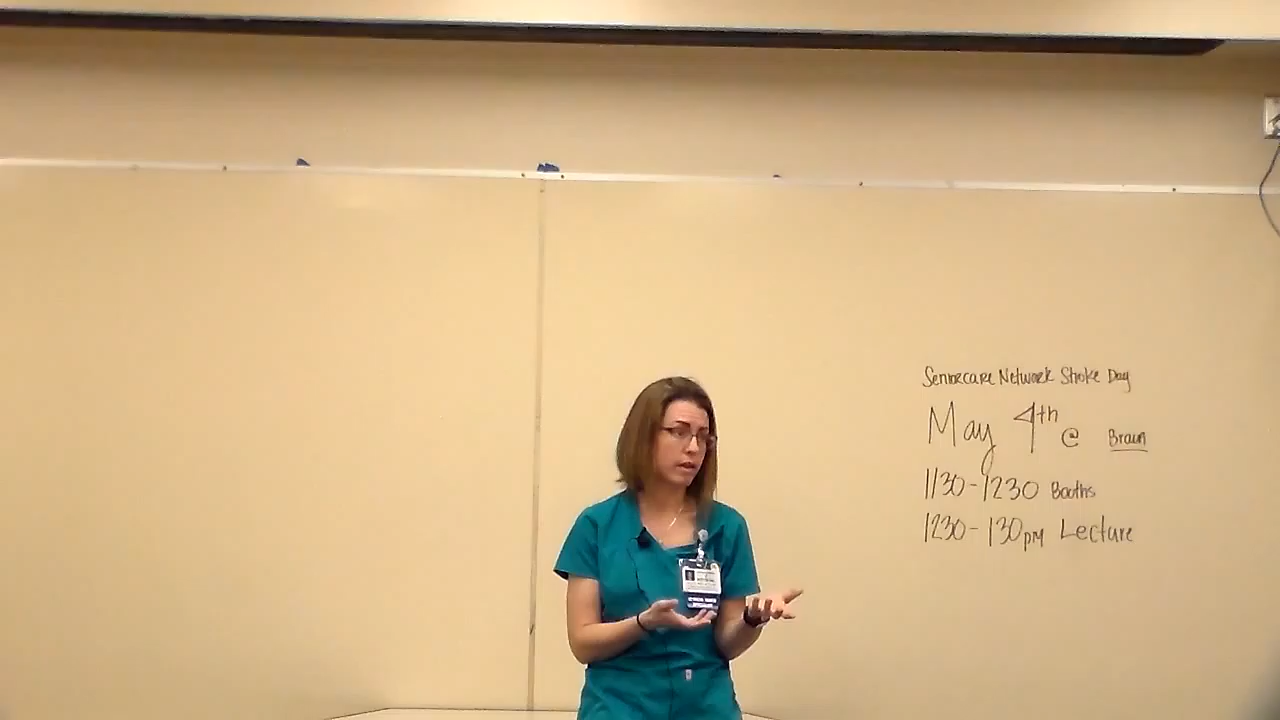 Seniorcare Network Stroke Day
May 4th @ Braun
1130-1230 Booths
1230-130pm Lecture